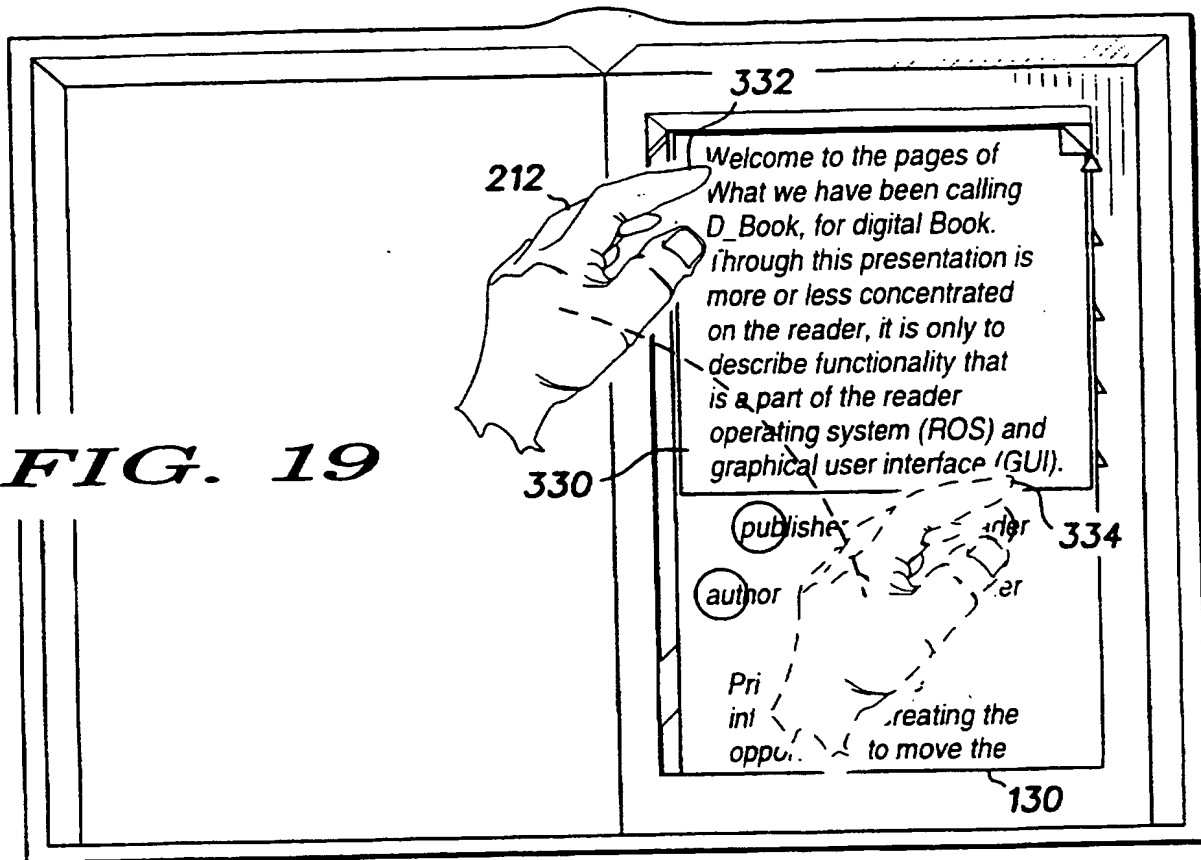 332
212
Welcome to the pages of
What we have been calling
D_Book, for digital Book.
Through this presentation is
more or less concentrated
on the reader, it is only to
describe functionality that
is a part of the reader
operating system (ROS) and
graphical user interface (GUI).
FIG. 19
330
334
publisher
author
Pri
creating the
to move the
130